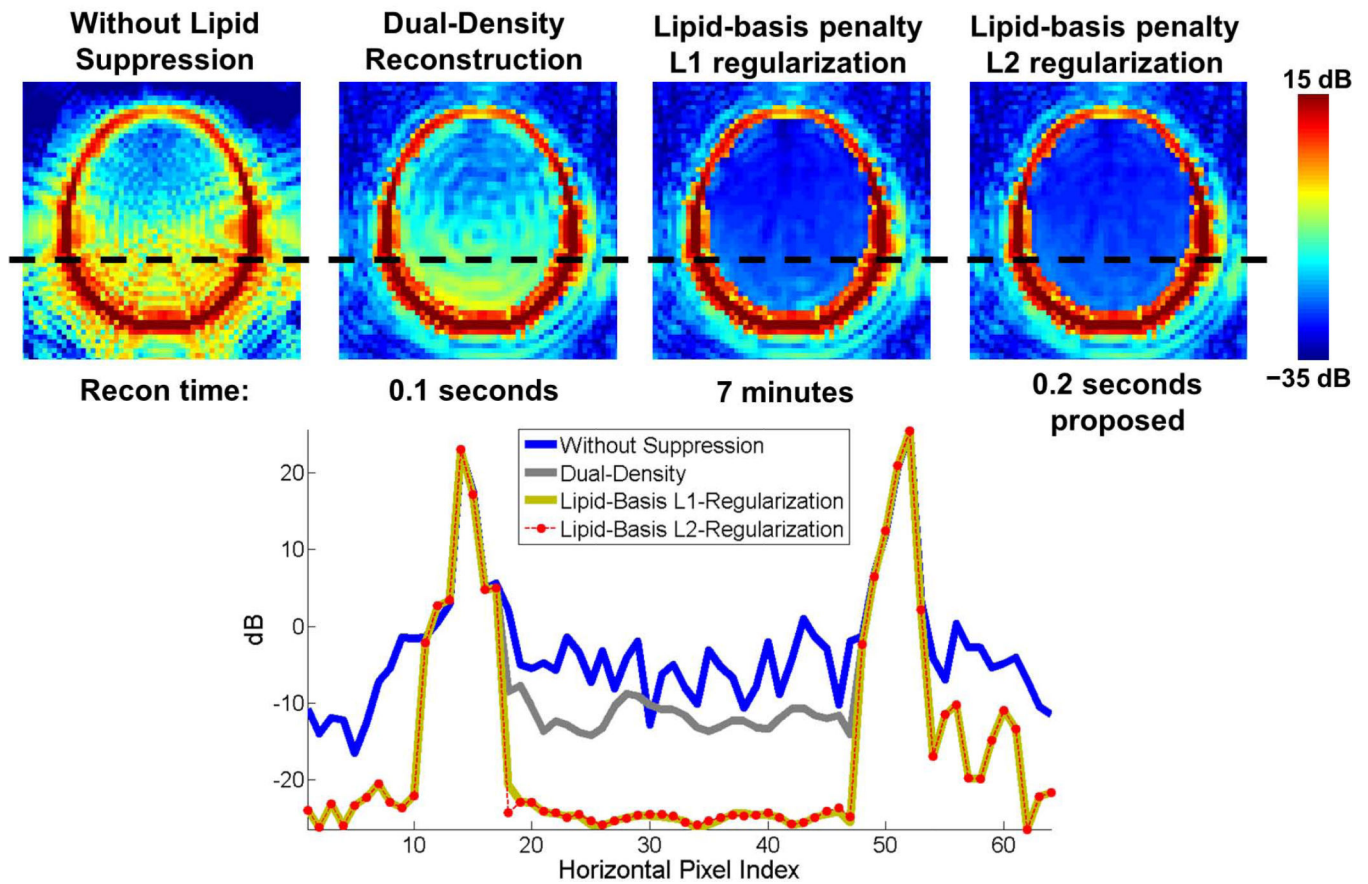 Without Lipid
Suppression
Dual-Density
Reconstruction
Lipid-basis penalty
L1 regularization
Lipid-basis penalty
L2 regularization
15 dB
−35 dB
Recon time:
0.1 seconds
7 minutes
0.2 seconds
proposed
Without Suppression
Dual-Density
Lipid-Basis L1-Regularization
Lipid-Basis L2-Regularization
20
10
0
-10
-20
dB
10
20
30
40
50
60
Horizontal Pixel Index